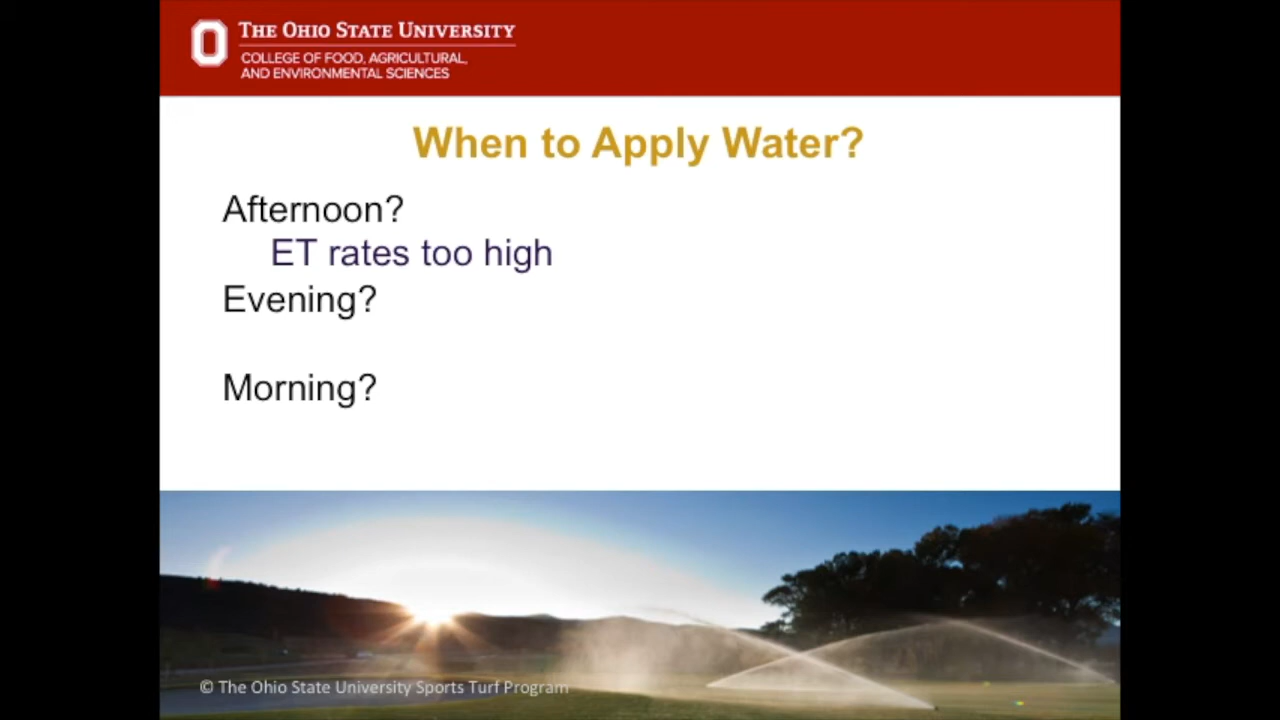 THE OHIO STATE UNIVERSITY
COLLEGE OF FOOD, AGRICULTURAL,
AND ENVIRONMENTAL SCIENCES
When to Apply Water?
Afternoon?
ET rates too high
Evening?
Morning?
© The Ohio State University Sports Turf Program